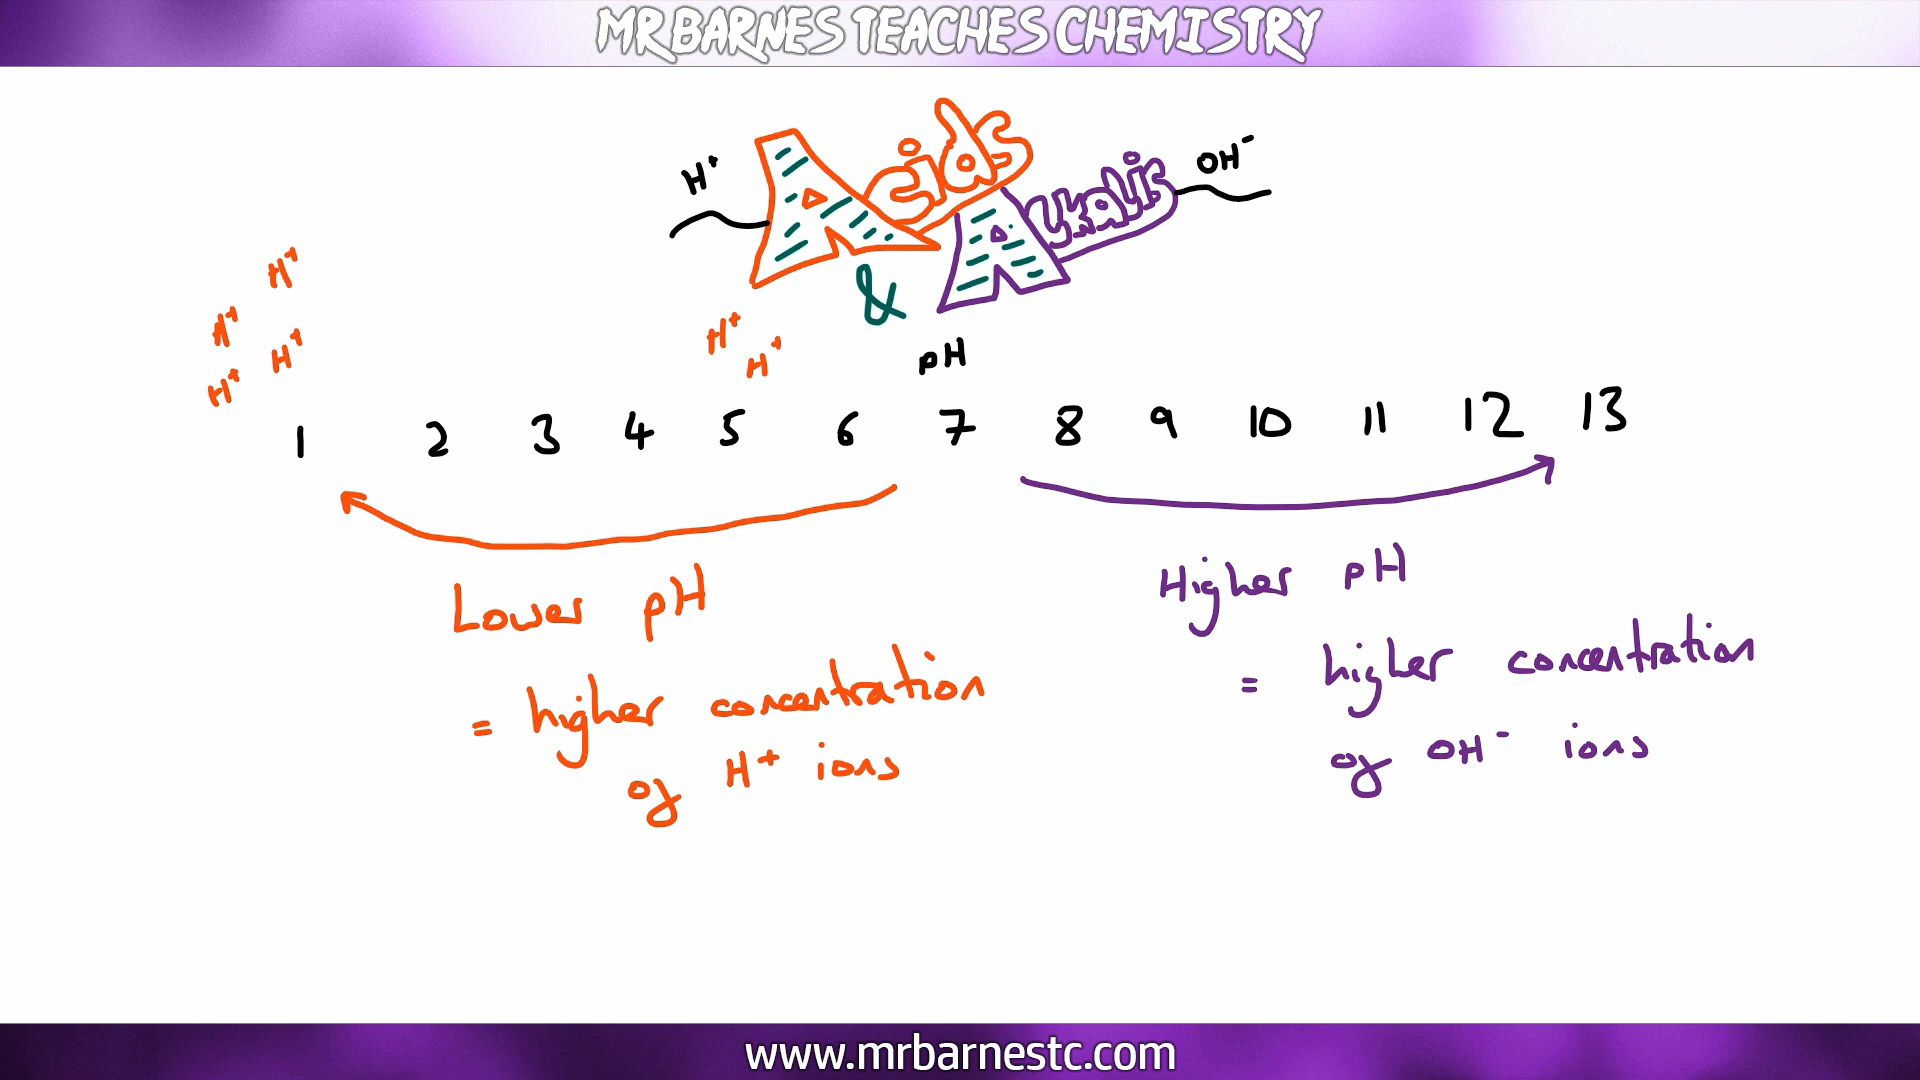 MR BARNES TEACHES CHEMISTRY
H+ Acids
& Alkalis OH-
H+
H+
H+
H+
H+
H+
pH
1 2 3 4 5 6 7 8 9 10 11 12 13
Lower pH
= higher concentration
of H+ ions
Higher pH
= higher concentration
of OH- ions
www.mrbarnestc.com